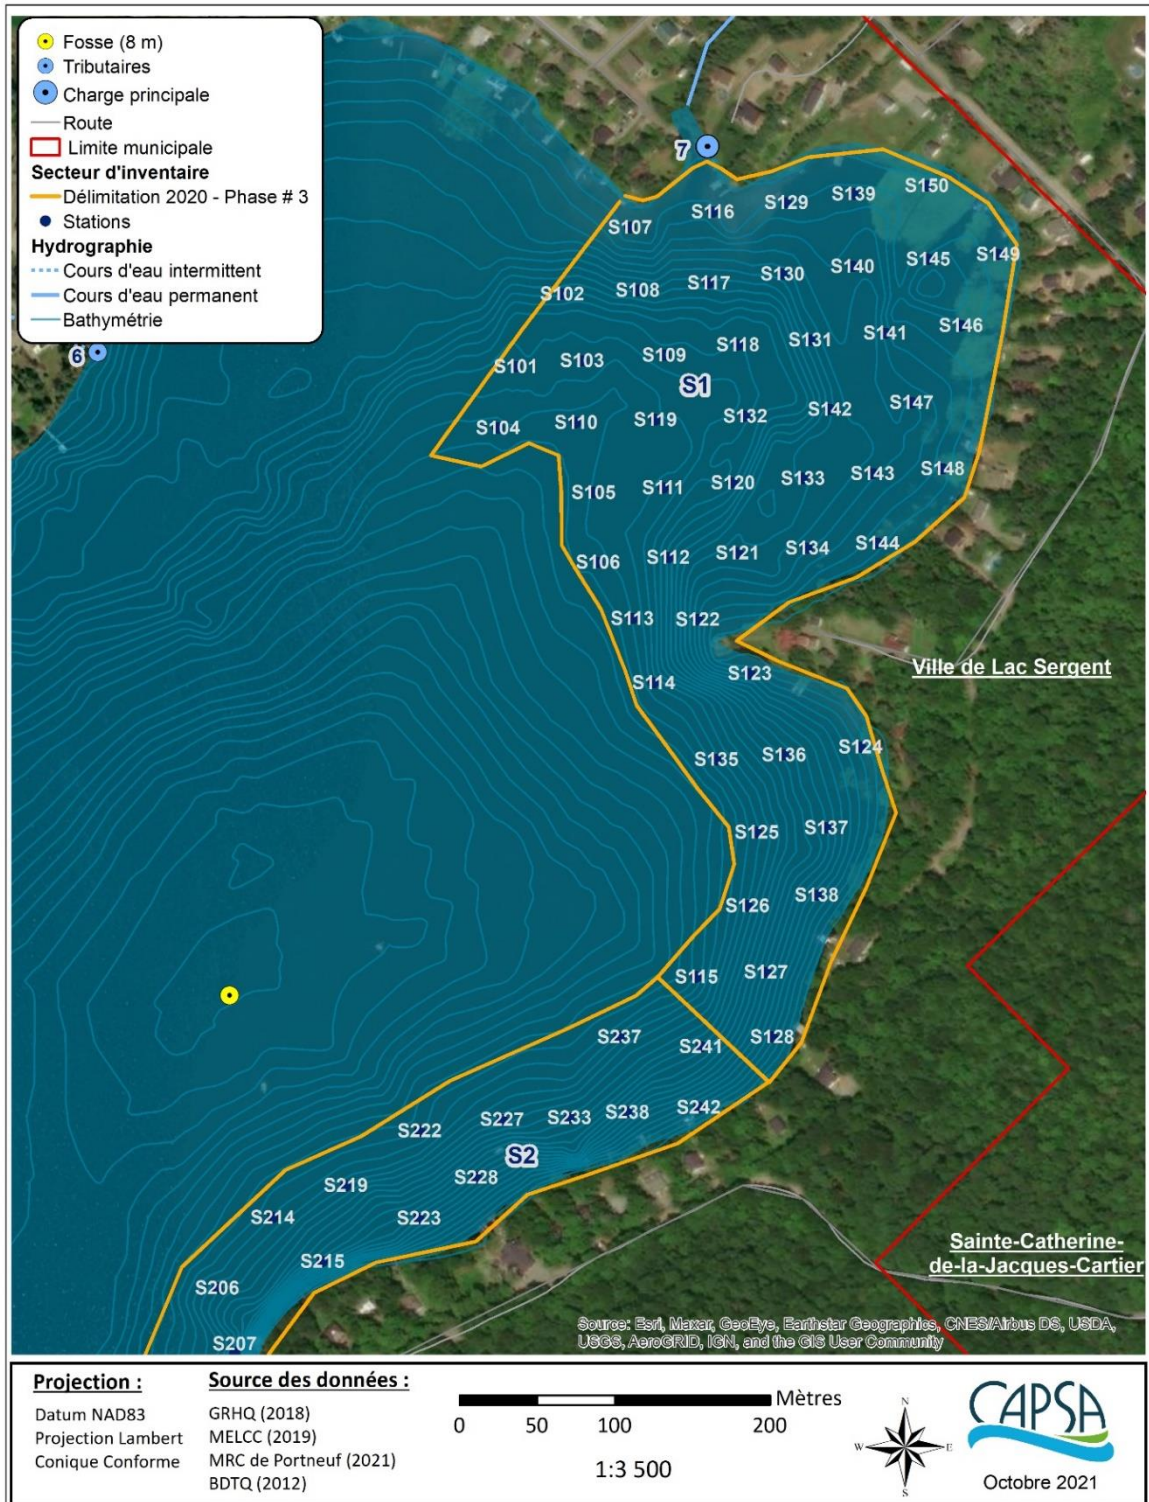 Fosse (8 m)
Tributaires
Charge principale
Route
Limite municipale
Secteur d'inventaire
Délimitation 2020 - Phase # 3
Stations
Hydrographie
Cours d'eau intermittent
Cours d'eau permanent
Bathymétrie
7
6
S150
S139
S129
S116
S107
S149
S145
S140
S130
S117
S108
S102
S146
S141
S131
S118
S109
S103
S101
S1
S147
S142
S132
S119
S110
S104
S148
S143
S133
S120
S111
S105
S144
S134
S121
S112
S106
S113
S122
S123
S114
Ville de Lac Sergent
S124
S136
S135
S137
S125
S138
S126
S127
S115
S128
S237
S241
S242
S238
S233
S227
S222
S2
S228
S219
S223
S214
S215
S206
S207
Sainte-Catherine-
de-la-Jacques-Cartier
Source: Esri, Maxar, GeoEye, Earthstar Geographics, CNES/Airbus DS, USDA,
USGS, AeroGRID, IGN, and the GIS User Community
Projection :
Datum NAD83
Projection Lambert
Conique Conforme
Source des données :
GRHQ (2018)
MELCC (2019)
MRC de Portneuf (2021)
BDTQ (2012)
Mètres
0 50 100 200
1:3 500
N
W E
S
CAPSA
Octobre 2021